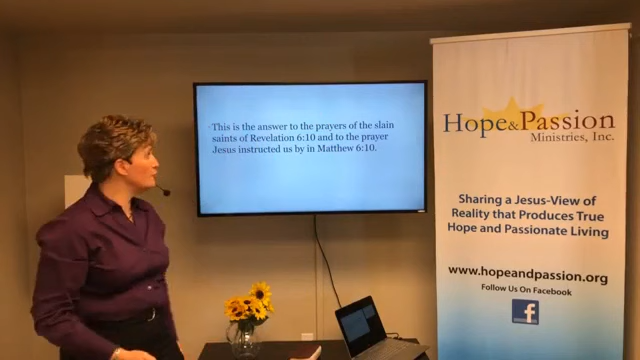 This is the answer to the prayers of the slain
saints of Revelation 6:10 and to the prayer
Jesus instructed us by in Matthew 6:10.
Hope&Passion
Ministries, Inc.
Sharing a Jesus-View of
Reality that Produces True
Hope and Passionate Living
www.hopeandpassion.org
Follow Us On Facebook
f